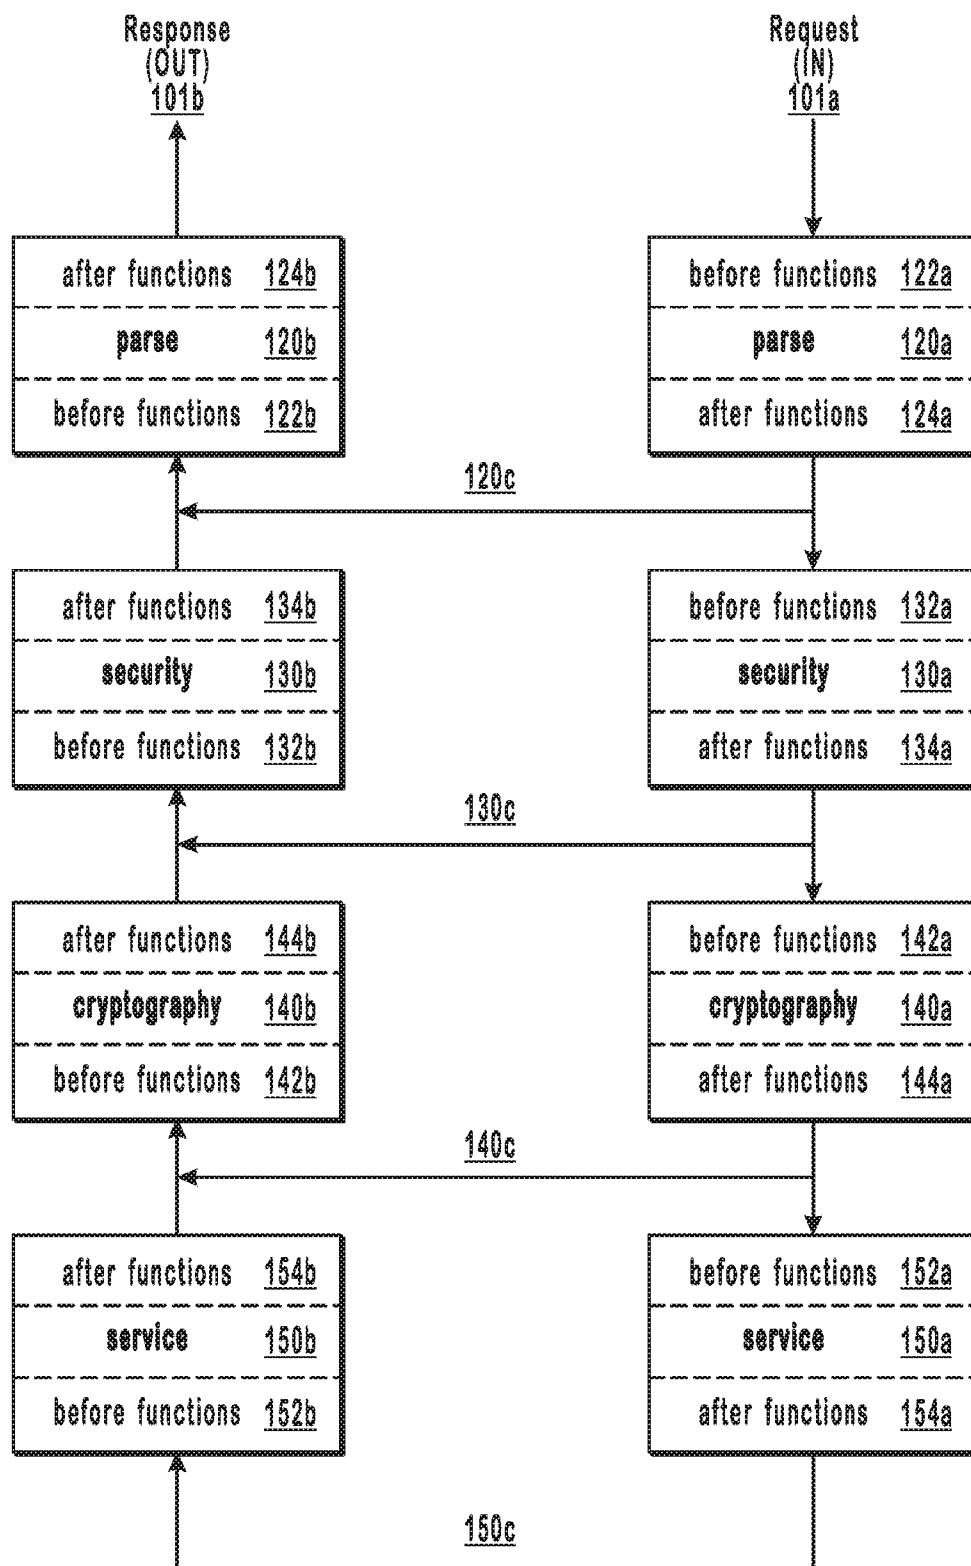 Response
(OUT)
101b
Request
(IN)
101a
after functions 124b
parse 120b
before functions 122b
before functions 122a
parse 120a
after functions 124a
120c
after functions 134b
security 130b
before functions 132b
before functions 132a
security 130a
after functions 134a
130c
after functions 144b
cryptography 140b
before functions 142b
before functions 142a
cryptography 140a
after functions 144a
140c
after functions 154b
service 150b
before functions 152b
before functions 152a
service 150a
after functions 154a
150c